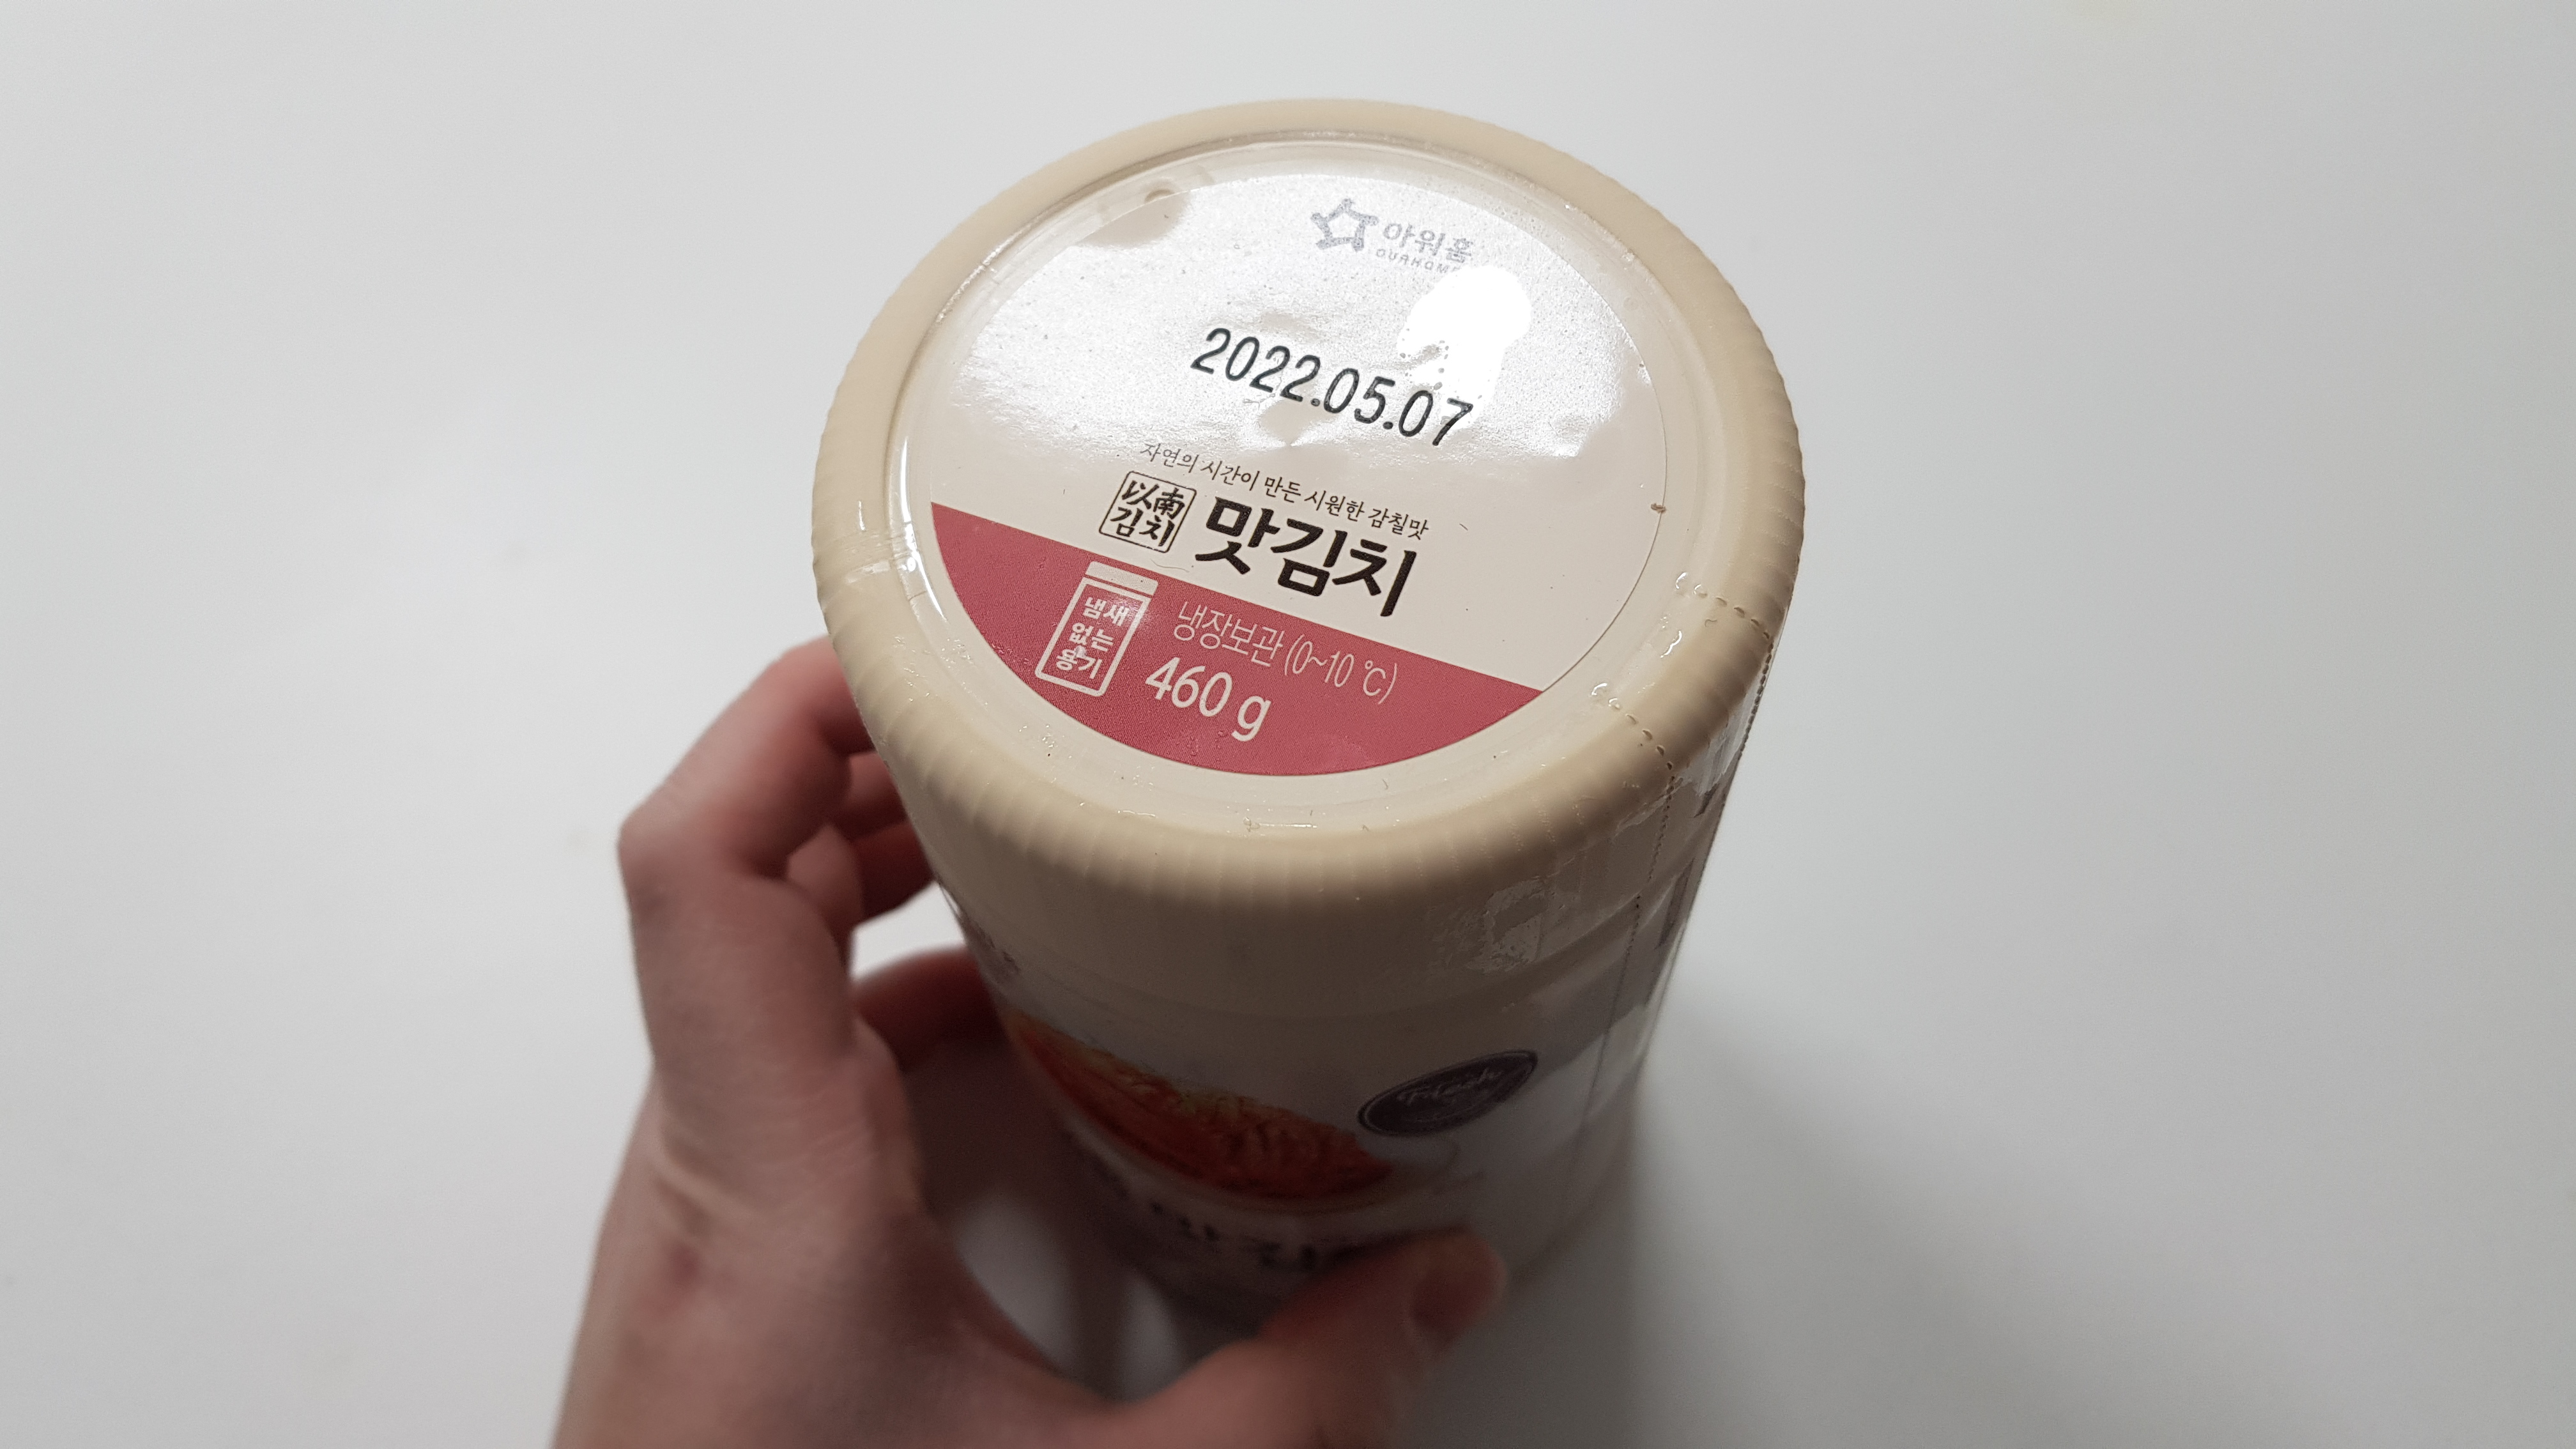 아워홈
OURHOME
2022.05.07
자연의 시간이 만든 시원한 감칠맛
以南
김치
맛김치
냄새
없는
용기
냉장보관 (0~10 ℃)
460 g
Fresh